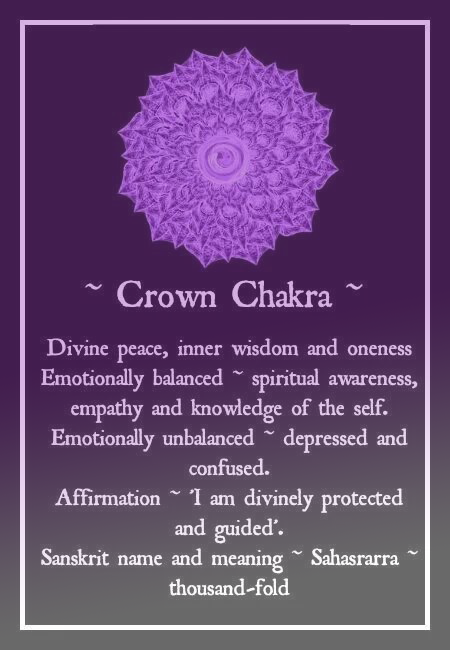 ~ Crown Chakra ~
Divine peace, inner wisdom and oneness
Emotionally balanced ~ spiritual awareness,
empathy and knowledge of the self.
Emotionally unbalanced ~ depressed and
confused.
Affirmation ~ 'I am divinely protected
and guided'.
Sanskrit name and meaning ~ Sahasrarra ~
thousand-fold